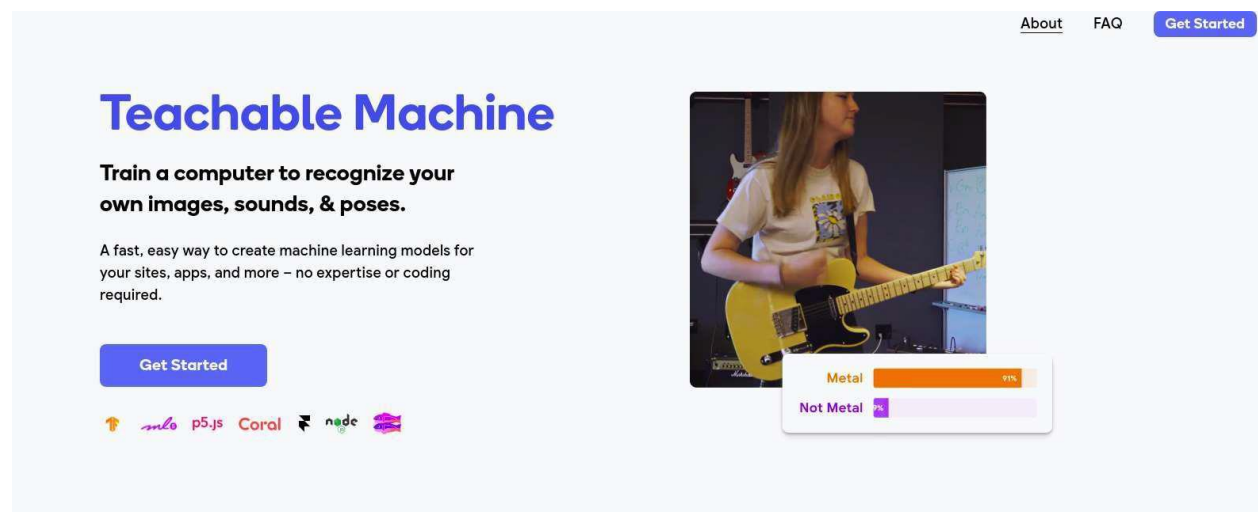 About FAQ Get Started
Teachable Machine
Train a computer to recognize your
own images, sounds, & poses.
A fast, easy way to create machine learning models for
your sites, apps, and more – no expertise or coding
required.
Get Started
p5.js Coral node
Metal 91%
Not Metal 9%